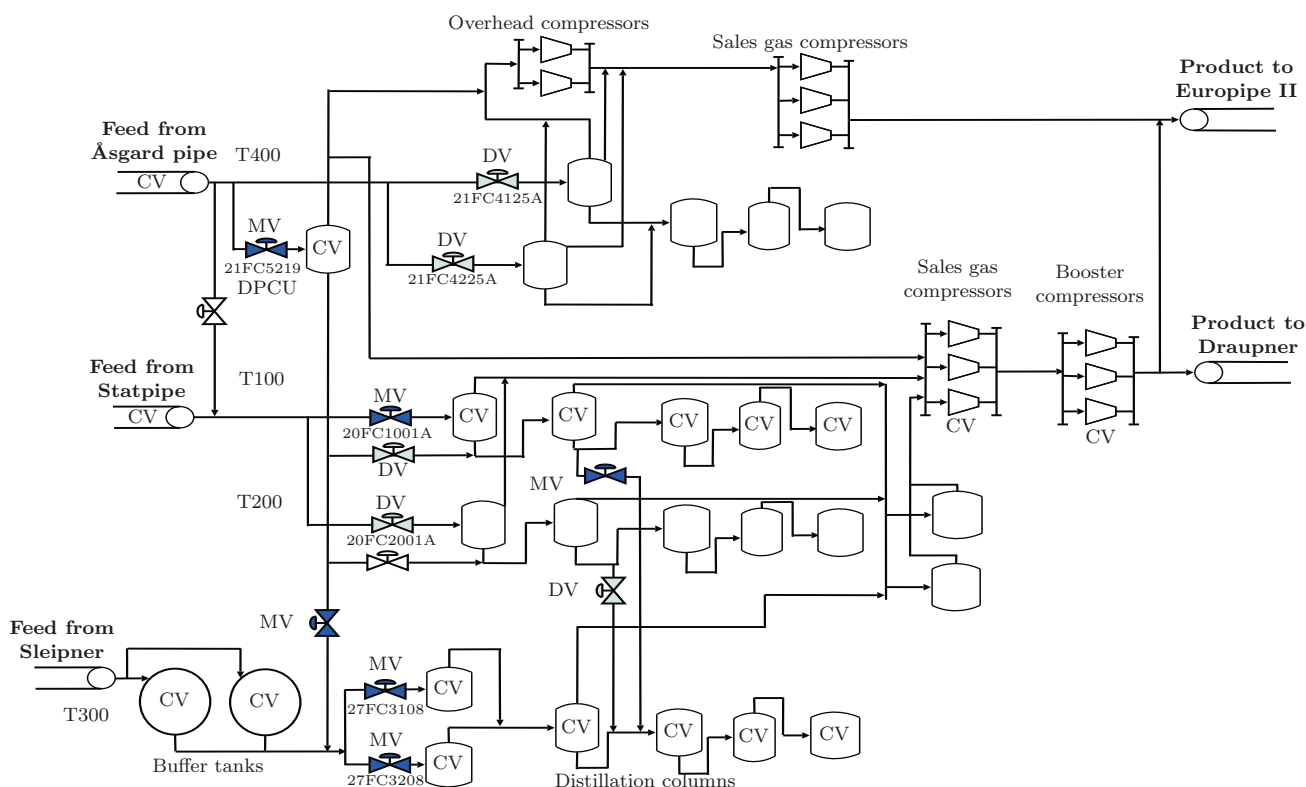 Overhead compressors
Sales gas compressors
Product to
Europipe II
Feed from
Åsgard pipe
CV
T400
DV
21FC4125A
MV
21FC5219
DPCU
CV
DV
21FC4225A
Sales gas
compressors
Booster
compressors
CV
CV
Product to
Draupner
Feed from
Statpipe
CV
T100
MV
20FC1001A
DV
CV
CV
CV
CV
CV
MV
T200
DV
20FC2001A
DV
MV
Feed from
Sleipner
T300
CV
CV
Buffer tanks
MV
27FC3108
CV
MV
27FC3208
CV
CV
CV
CV
CV
Distillation columns